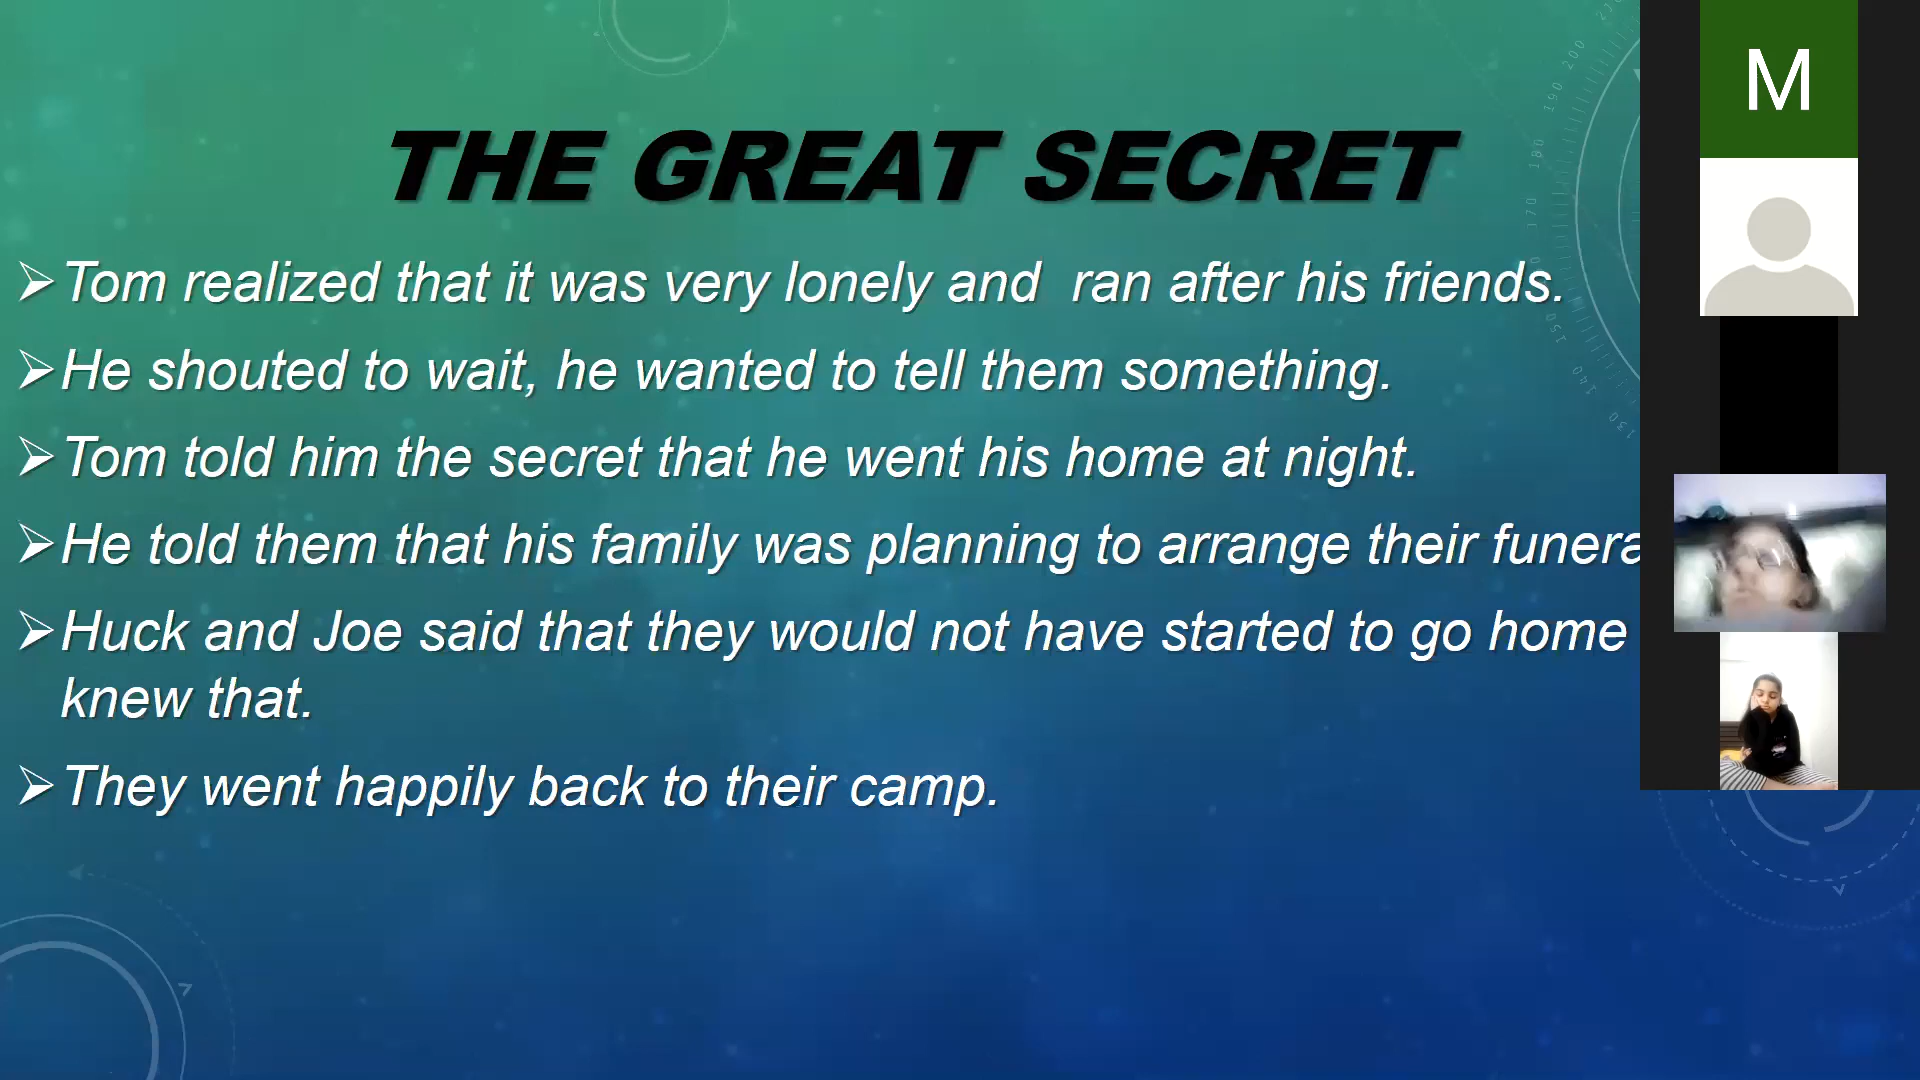 THE GREAT SECRET
Tom realized that it was very lonely and ran after his friends.
He shouted to wait, he wanted to tell them something.
Tom told him the secret that he went his home at night.
He told them that his family was planning to arrange their
Huck and Joe said that they would not have started to go home
knew that.
They went happily back to their camp.
M